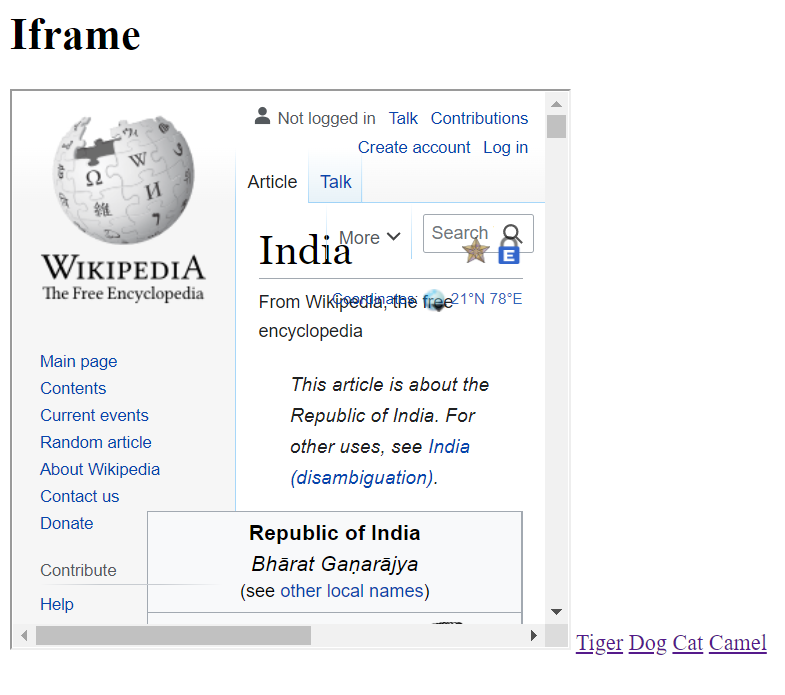 Iframe
WIKIPEDIA
The Free Encyclopedia
Not logged in Talk Contributions
Create account Log in
Article Talk
More Search
India
Coordinates: 21°N 78°E
From Wikipedia, the free
encyclopedia
This article is about the
Republic of India. For
other uses, see India
(disambiguation).
Main page
Contents
Current events
Random article
About Wikipedia
Contact us
Donate
Contribute
Help
Republic of India
Bhārat Gaṇarājya
(see other local names)
Tiger Dog Cat Camel